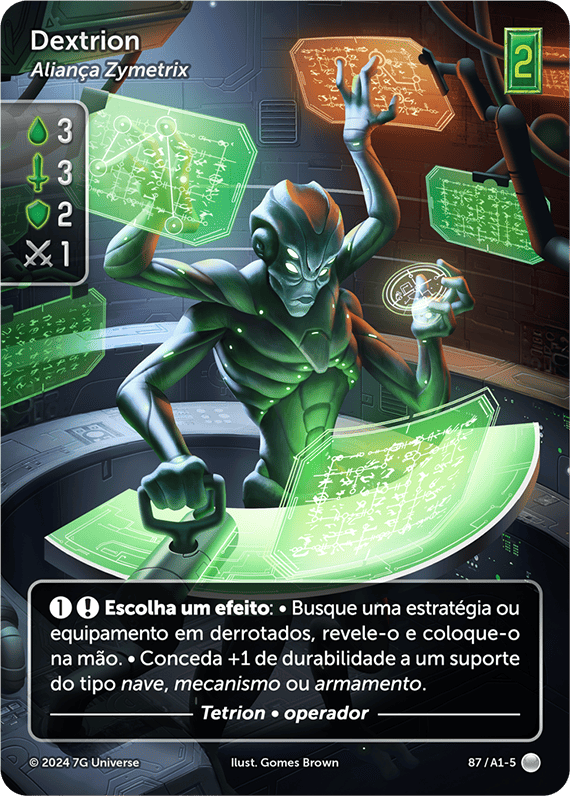 Dextrion
Aliança Zymetrix
2
3
3
2
1
1 ! Escolha um efeito: • Busque uma estratégia ou
equipamento em derrotados, revele-o e coloque-o
na mão. • Conceda +1 de durabilidade a um suporte
do tipo nave, mecanismo ou armamento.
Tetrion • operador
© 2024 7G Universe
Ilust. Gomes Brown
87 / A1-5